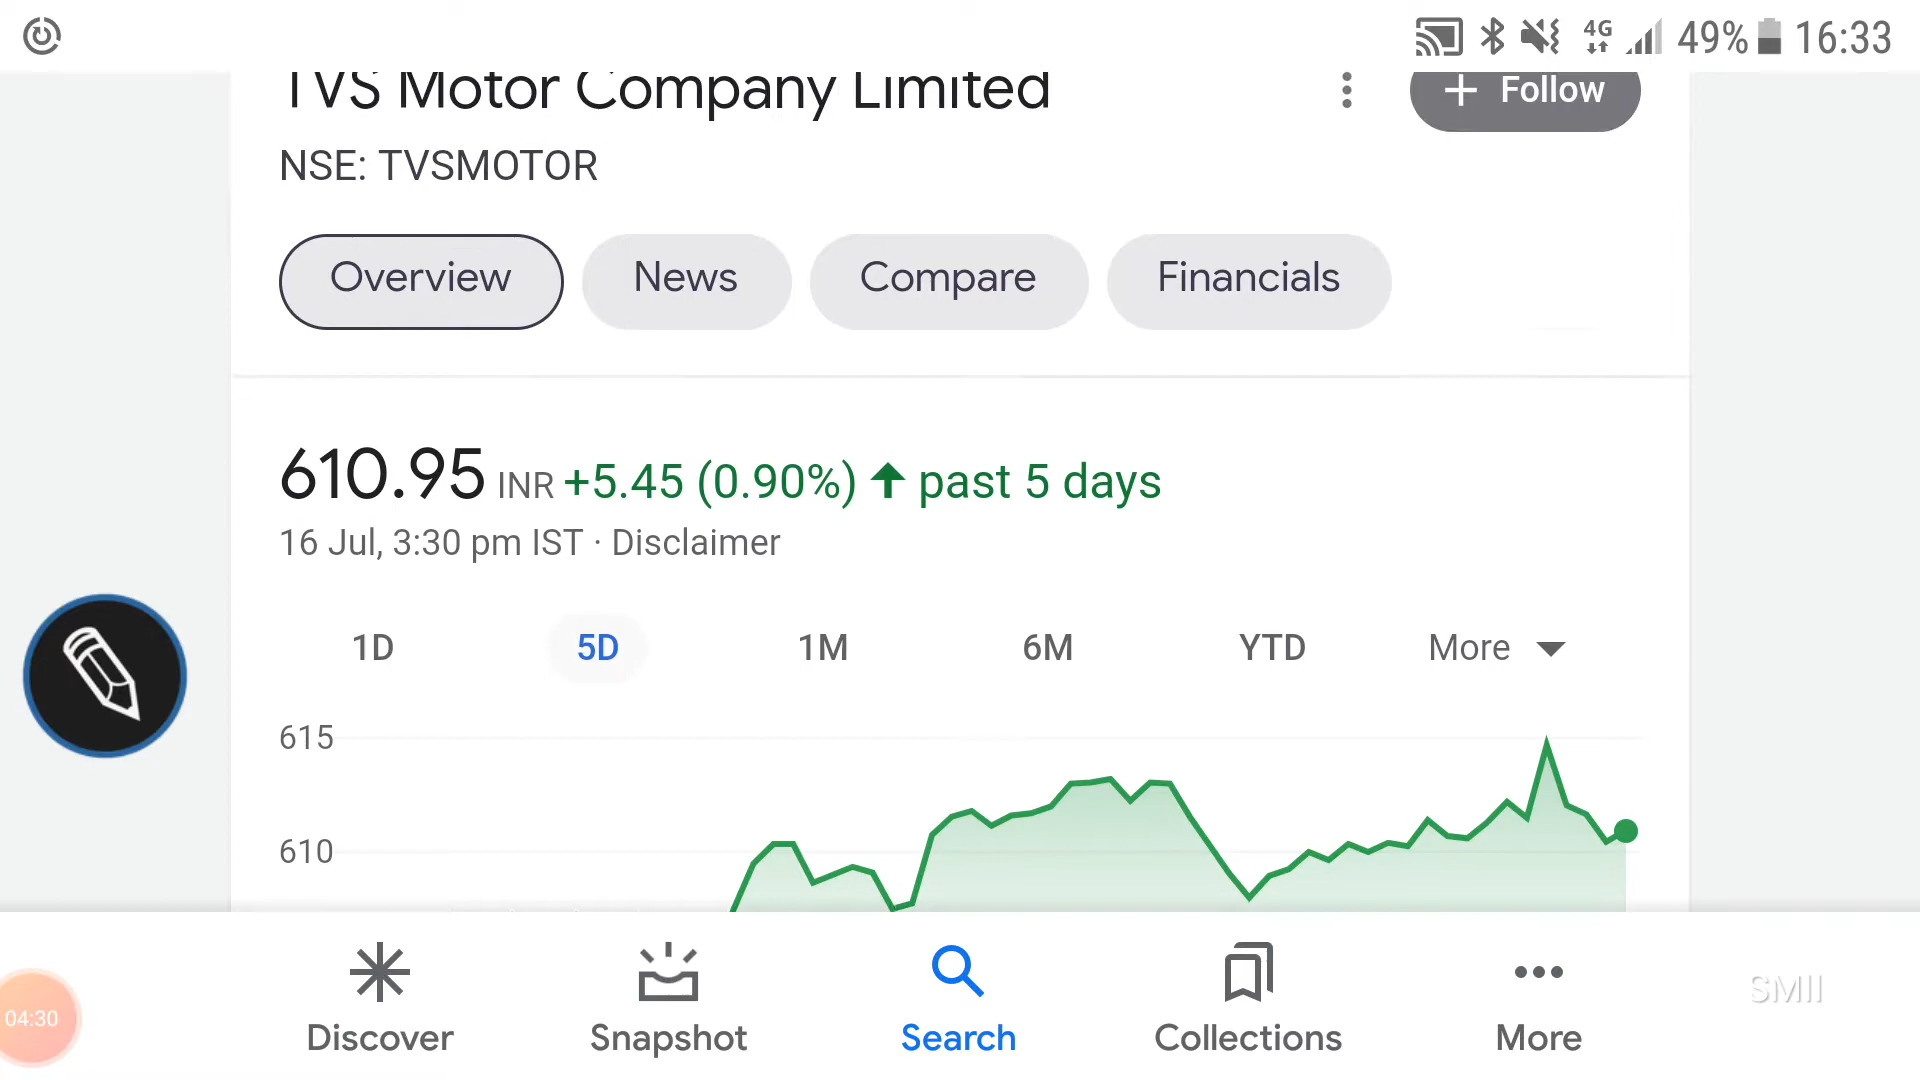 4G 49% 16:33
TVS Motor Company Limited
+ Follow
NSE: TVSMOTOR
Overview News Compare Financials
610.95 INR +5.45 (0.90%) ↑ past 5 days
16 Jul, 3:30 pm IST · Disclaimer
1D 5D 1M 6M YTD More
615
610
Discover Snapshot Search Collections More
04:30
SMII